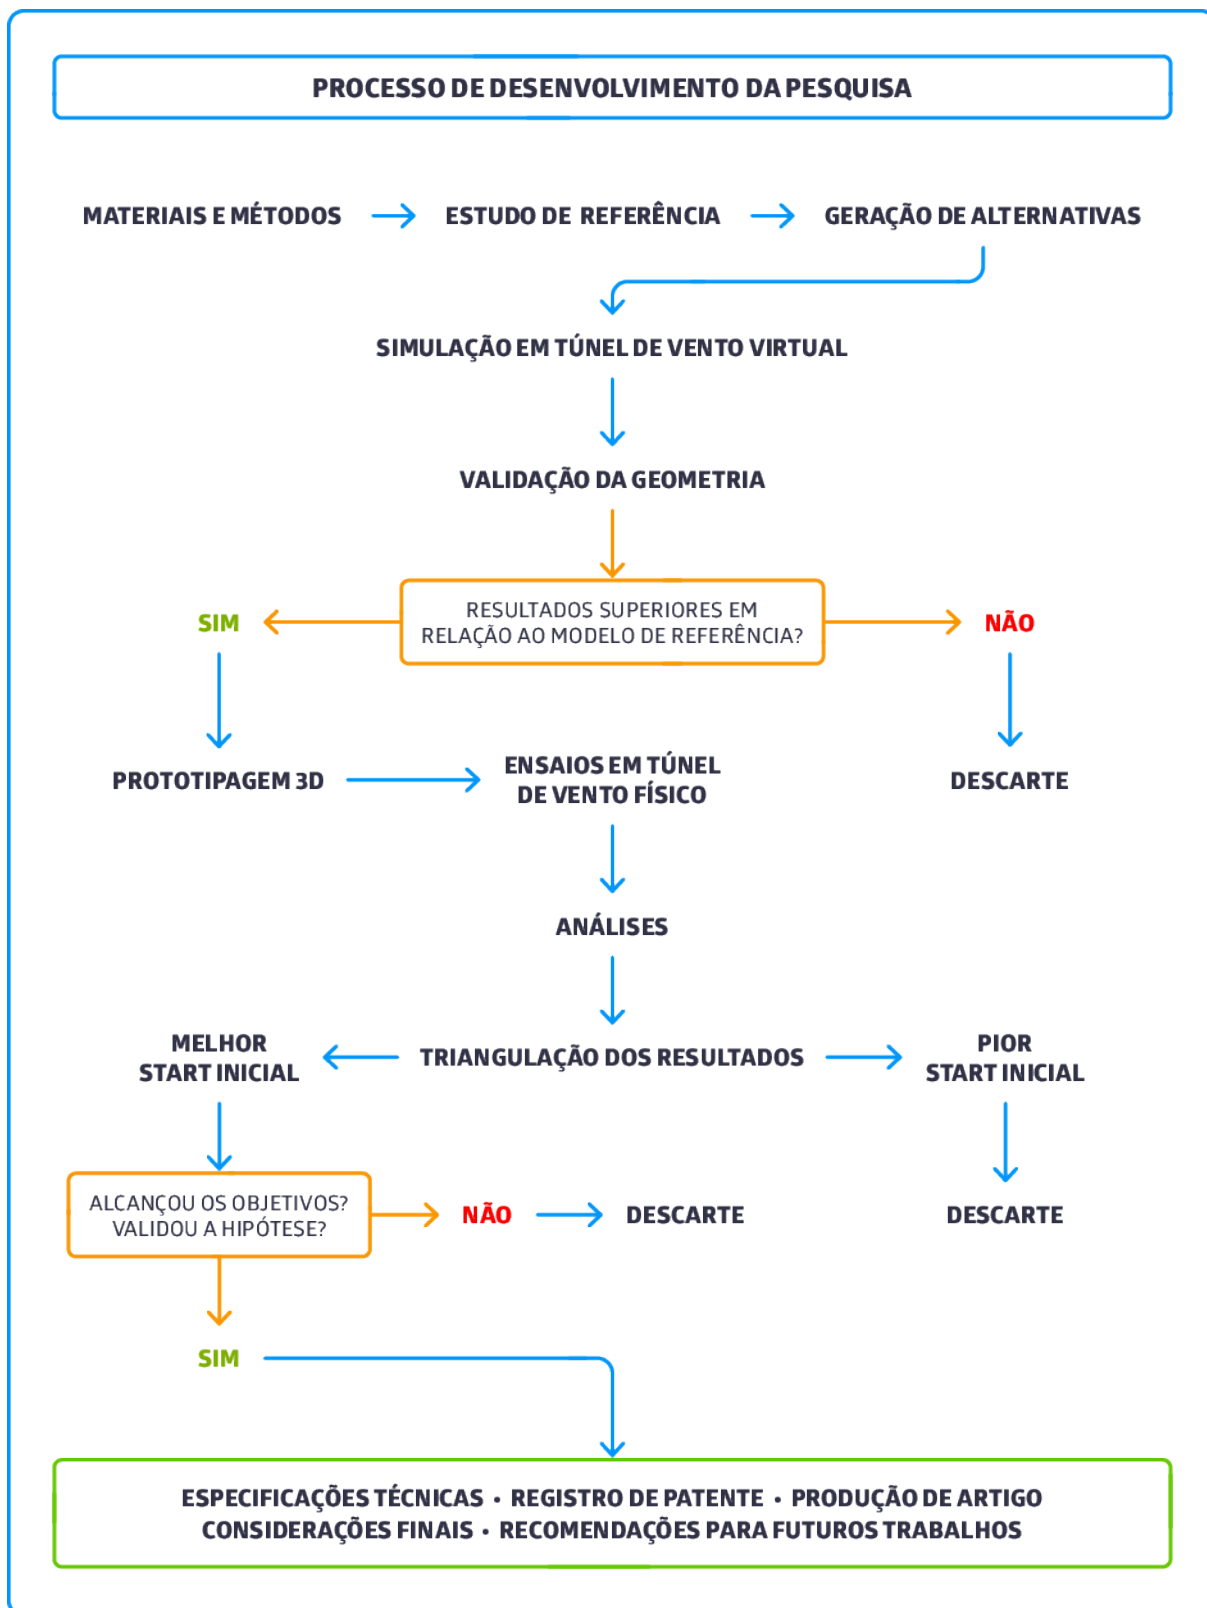 PROCESSO DE DESENVOLVIMENTO DA PESQUISA
MATERIAIS E MÉTODOS
ESTUDO DE REFERÊNCIA
GERAÇÃO DE ALTERNATIVAS
SIMULAÇÃO EM TÚNEL DE VENTO VIRTUAL
VALIDAÇÃO DA GEOMETRIA
RESULTADOS SUPERIORES EM
RELAÇÃO AO MODELO DE REFERÊNCIA?
SIM
NÃO
PROTOTIPAGEM 3D
ENSAIOS EM TÚNEL
DE VENTO FÍSICO
DESCARTE
ANÁLISES
MELHOR
START INICIAL
TRIANGULAÇÃO DOS RESULTADOS
PIOR
START INICIAL
ALCANÇOU OS OBJETIVOS?
VALIDOU A HIPÓTESE?
NÃO
DESCARTE
DESCARTE
SIM
ESPECIFICAÇÕES TÉCNICAS • REGISTRO DE PATENTE • PRODUÇÃO DE ARTIGO
CONSIDERAÇÕES FINAIS • RECOMENDAÇÕES PARA FUTUROS TRABALHOS